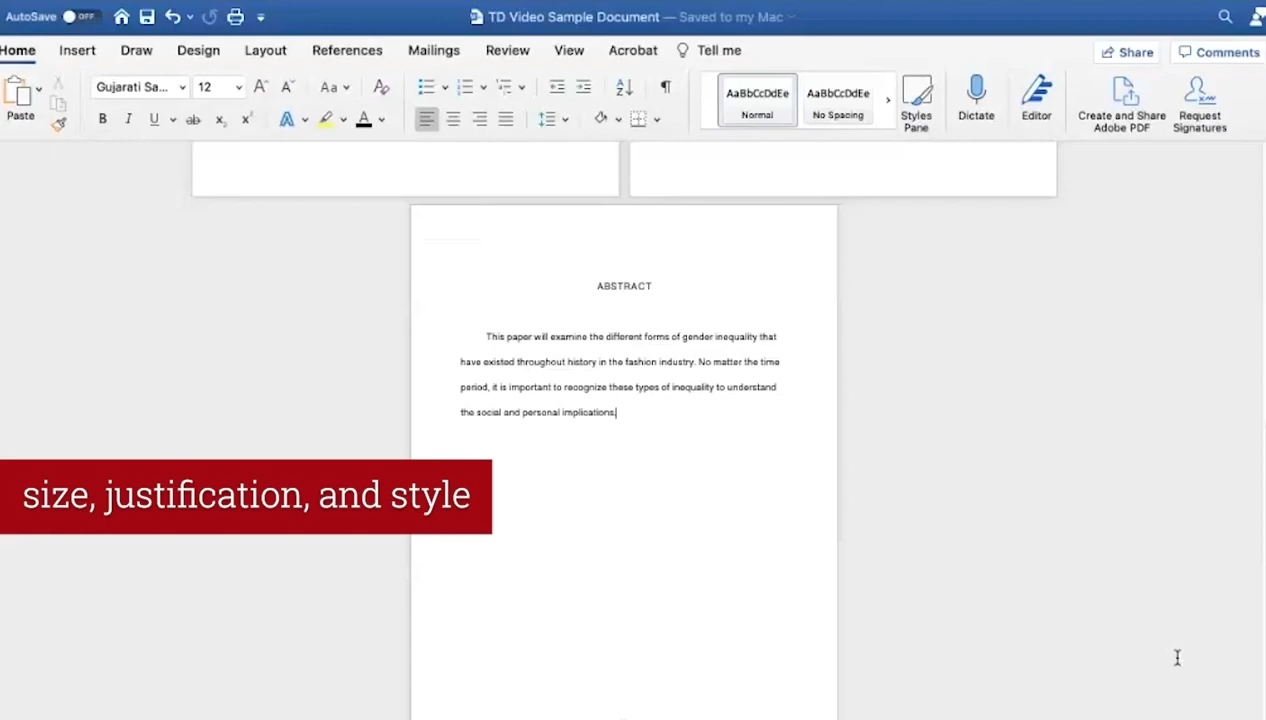 AutoSave OFF
TD Video Sample Document — Saved to my Mac
Home Insert Draw Design Layout References Mailings Review View Acrobat Tell me
Share Comments
Paste
Gujarati Sa... 12
Aa
AaBbCcDdEe
Normal
AaBbCcDdEe
No Spacing
Styles
Pane
Dictate
Editor
Create and Share
Adobe PDF
Request
Signatures
ABSTRACT
This paper will examine the different forms of gender inequality that
have existed throughout history in the fashion industry. No matter the time
period, it is important to recognize these types of inequality to understand
the social and personal implications.
size, justification, and style